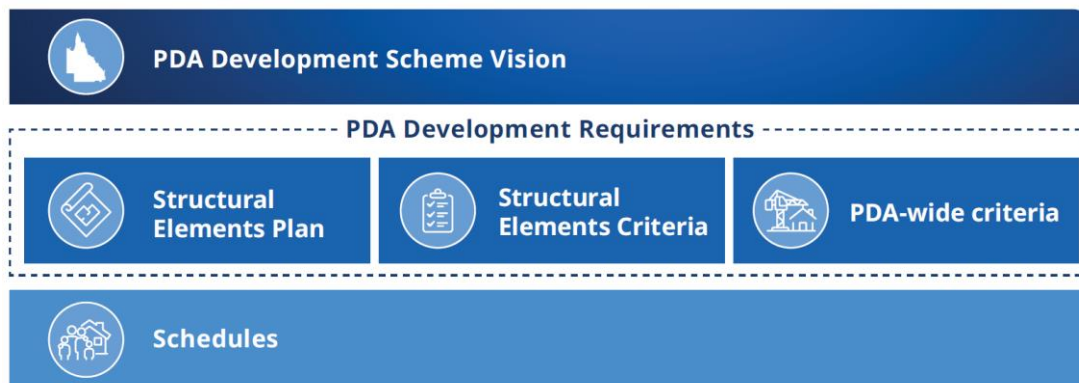 PDA Development Scheme Vision
PDA Development Requirements
Structural
Elements Plan
Structural
Elements Criteria
PDA-wide criteria
Schedules